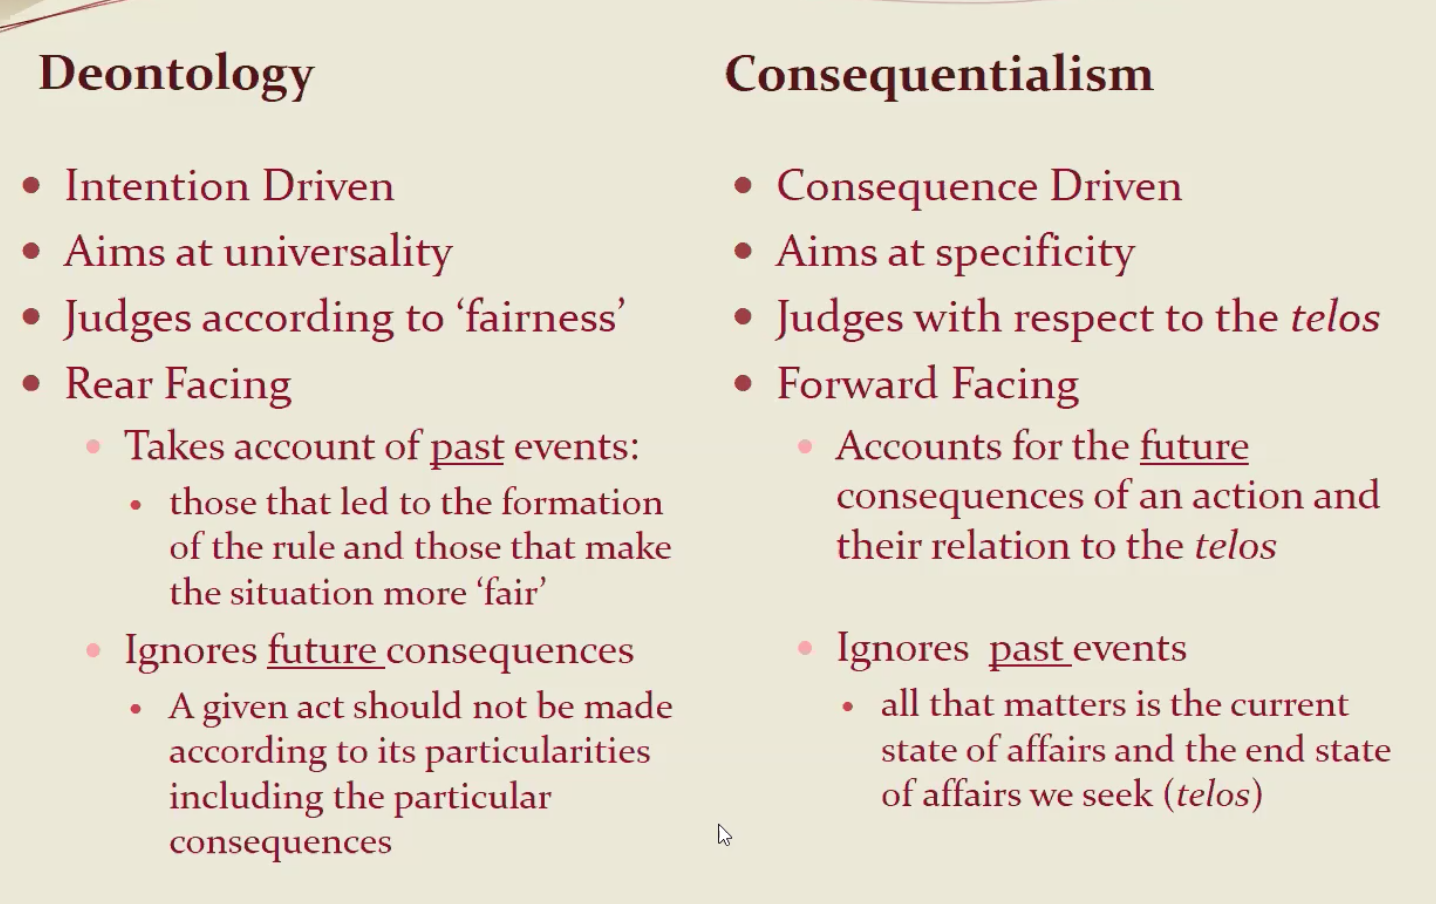 Deontology
• Intention Driven
• Aims at universality
• Judges according to ‘fairness’
• Rear Facing
• Takes account of past events:
• those that led to the formation
of the rule and those that make
the situation more ‘fair’
• Ignores future consequences
• A given act should not be made
according to its particularities
including the particular
consequences
Consequentialism
• Consequence Driven
• Aims at specificity
• Judges with respect to the telos
• Forward Facing
• Accounts for the future
consequences of an action and
their relation to the telos
• Ignores past events
• all that matters is the current
state of affairs and the end state
of affairs we seek (telos)